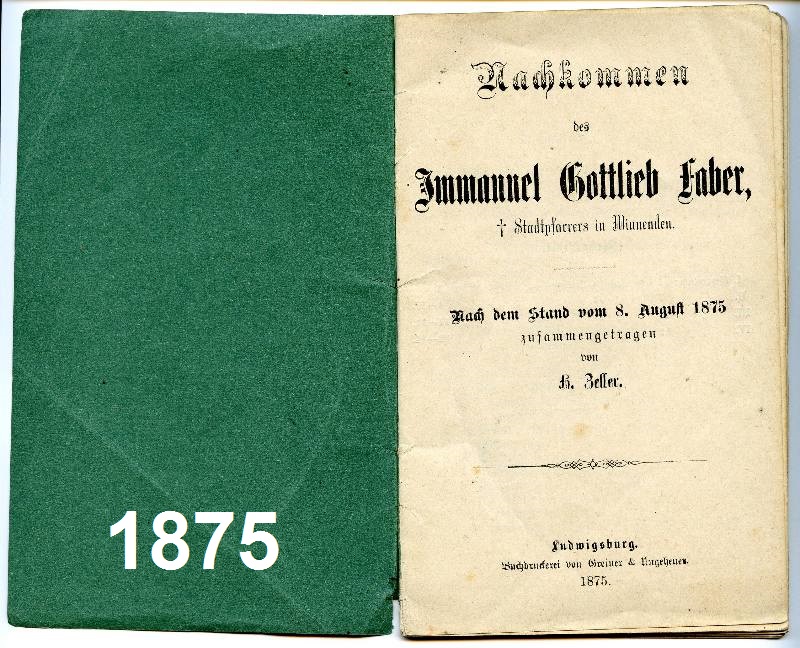 1875
Nachkommen
des
Immanuel Gottlieb Faber,
† Stadtpfarrers in Winnenden.
Nach dem Stand vom 8. August 1875
zusammengetragen
von
H. Zeller.
Ludwigsburg.
Buchdruckerei von Greiner & Ungeheuer.
1875.